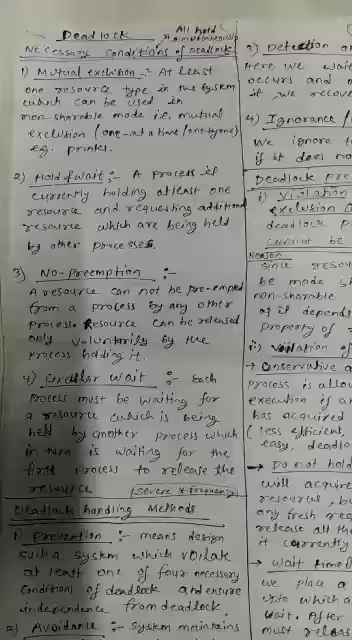 Deadlock
All hold
simultaneously
Necessary Conditions of Deadlock
1) Mutual exclusion :- At least
one resource type in the system
which can be used in
non-sharable mode i.e. mutual
exclusion (one-at a time/one by one)
eg. printer.
2) Hold & wait :- A process is
currently holding at least one
resource and requesting additional
resource which are being held
by other processes.
3) No-preemption :-
A resource can not be pre-empted
from a process by any other
process. Resource can be released
only voluntarily by the
process holding it.
4) Circular wait :- Each
process must be waiting for
a resource which is being
held by another process which
in turn is waiting for the
first process to release the
resource.
(Severe * frequency)
Deadlock handling Methods
1) Prevention :- means design
such a system which violate
at least one of four necessary
conditions of deadlock and ensure
independence from deadlock.
2) Avoidance :- System maintains
3) Detection a
Here we wait
occurs and
if, we recove
4) Ignorance /
We ignore t
if it does no
Deadlock Pre
i) Violation
exclusion
deadlock p
cannot be
Reason
Since resou
be made sh
non-sharable
as it depends
property of
ii) violation of
→ Conservative a
process is allow
execution if a
has acquired
(less efficient,
easy, deadlo
→ Do not hold
will acquire
resources, bu
any fresh re
release all th
it currently
→ wait time
we place a
upto which a
wait. After
must relea